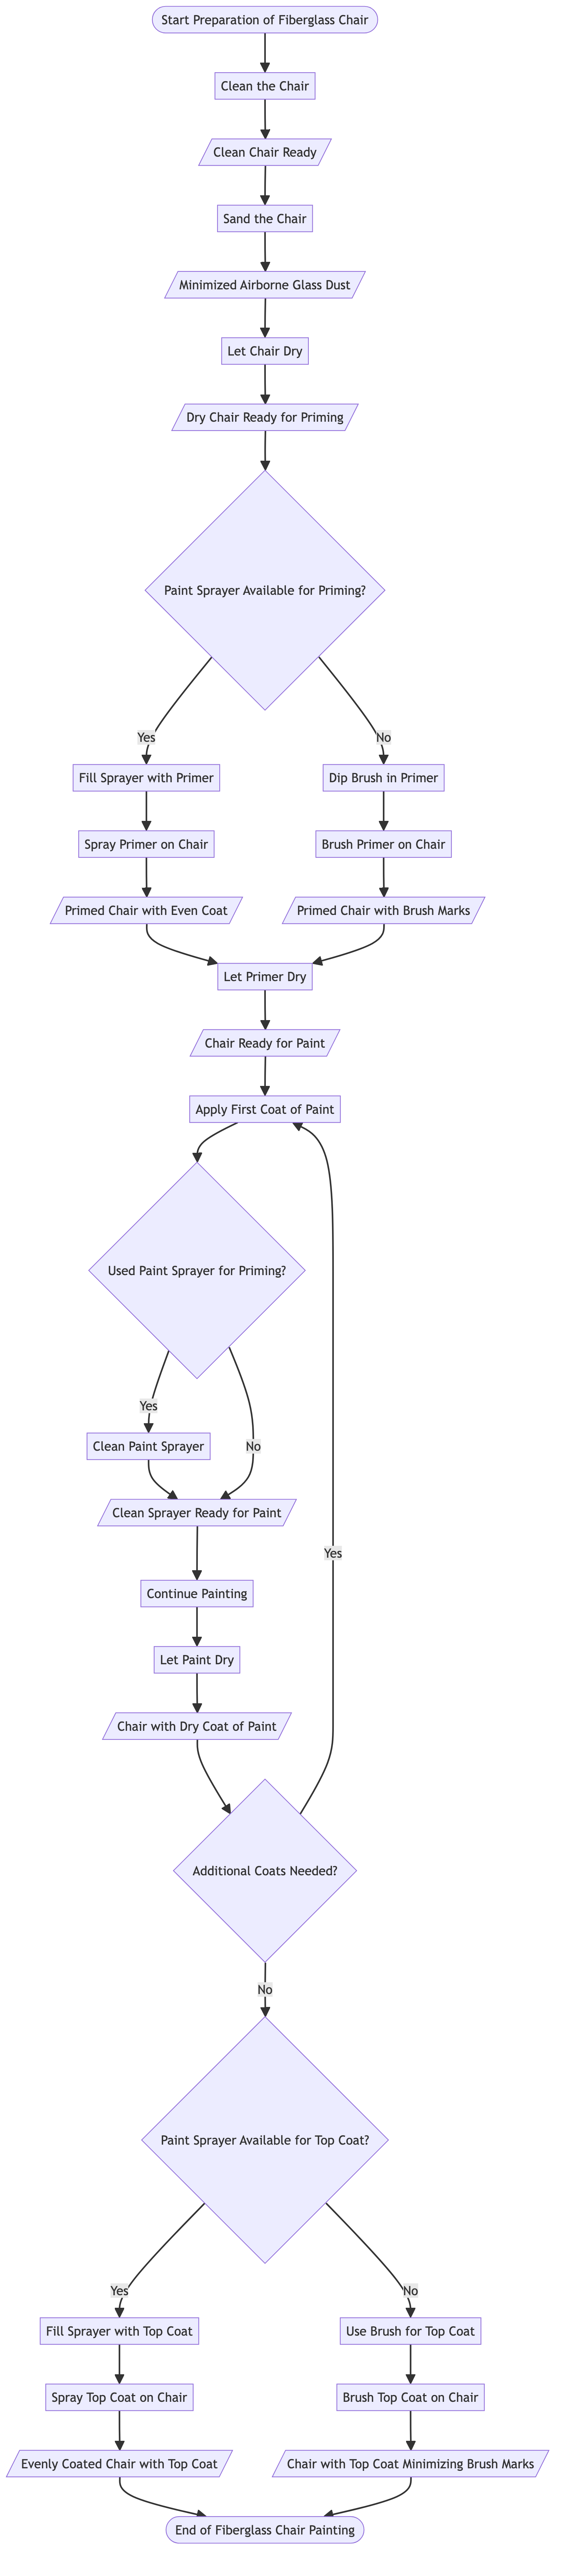 Start Preparation of Fiberglass Chair
Clean the Chair
Clean Chair Ready
Sand the Chair
Minimized Airborne Glass Dust
Let Chair Dry
Dry Chair Ready for Priming
Paint Sprayer Available for Priming?
Yes
No
Fill Sprayer with Primer
Dip Brush in Primer
Spray Primer on Chair
Brush Primer on Chair
Primed Chair with Even Coat
Primed Chair with Brush Marks
Let Primer Dry
Chair Ready for Paint
Apply First Coat of Paint
Used Paint Sprayer for Priming?
Yes
Clean Paint Sprayer
No
Clean Sprayer Ready for Paint
Yes
Continue Painting
Let Paint Dry
Chair with Dry Coat of Paint
Additional Coats Needed?
No
Paint Sprayer Available for Top Coat?
Yes
No
Fill Sprayer with Top Coat
Use Brush for Top Coat
Spray Top Coat on Chair
Brush Top Coat on Chair
Evenly Coated Chair with Top Coat
Chair with Top Coat Minimizing Brush Marks
End of Fiberglass Chair Painting